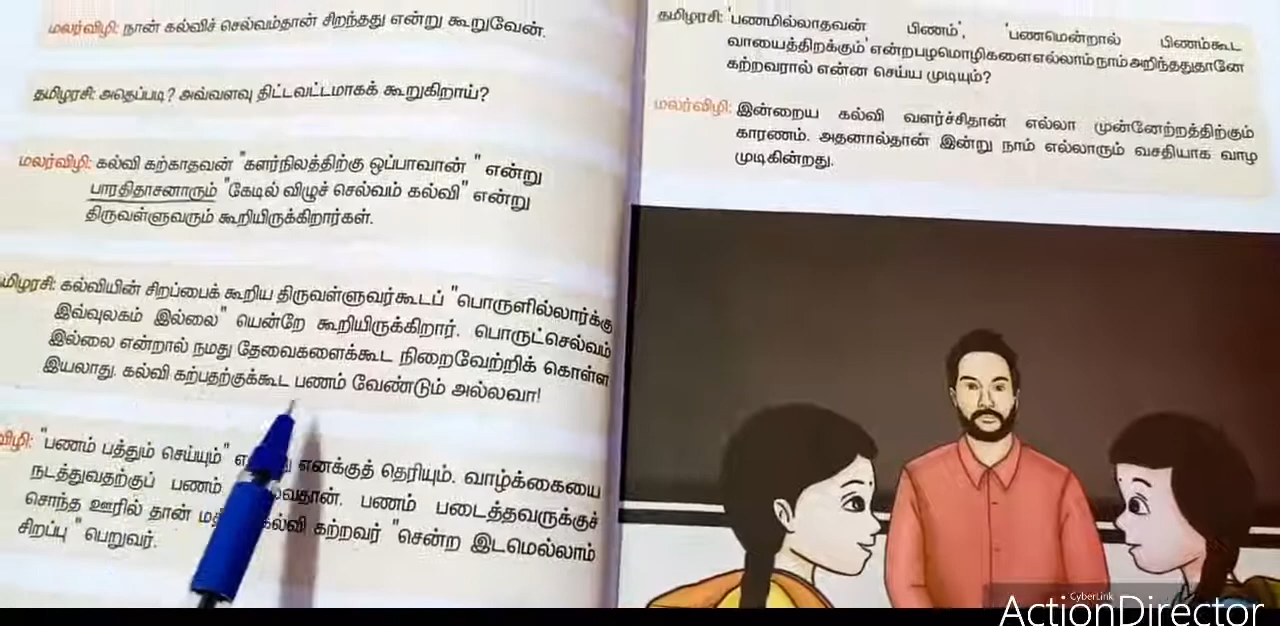 மலர்விழி: நான் கல்விச் செல்வம்தான் சிறந்தது என்று கூறுவேன்.
தமிழரசி: அதெப்படி? அவ்வளவு திட்டவட்டமாகக் கூறுகிறாய்?
மலர்விழி: கல்வி கற்காதவன் "களர்நிலத்திற்கு ஒப்பாவான் " என்று
பாரதிதாசனாரும் "கேடில் விழுச் செல்வம் கல்வி" என்று
திருவள்ளுவரும் கூறியிருக்கிறார்கள்.
மிழரசி: கல்வியின் சிறப்பைக் கூறிய திருவள்ளுவர்கூடப் "பொருளில்லார்க்கு
இவ்வுலகம் இல்லை" யென்றே கூறியிருக்கிறார். பொருட்செல்வம்
இல்லை என்றால் நமது தேவைகளைக்கூட நிறைவேற்றிக் கொள்ள
இயலாது. கல்வி கற்பதற்குக்கூட பணம் வேண்டும் அல்லவா!
விழி: "பணம் பத்தும் செய்யும்" எனக்குத் தெரியும். வாழ்க்கையை
நடத்துவதற்குப் பணம் பணம் படைத்தவருக்குச்
சொந்த ஊரில் தான் கல்வி கற்றவர் "சென்ற இடமெல்லாம்
சிறப்பு " பெறுவர்.
தமிழரசி: 'பணமில்லாதவன் பிணம்', 'பணமென்றால் பிணம்கூட
வாயைத்திறக்கும்' என்றபழமொழிகளைஎல்லாம்நாம்அறிந்ததுதானே
கற்றவரால் என்ன செய்ய முடியும்?
மலர்விழி: இன்றைய கல்வி வளர்ச்சிதான் எல்லா முன்னேற்றத்திற்கும்
காரணம். அதனால்தான் இன்று நாம் எல்லாரும் வசதியாக வாழ
முடிகின்றது.
CyberLink
ActionDirector